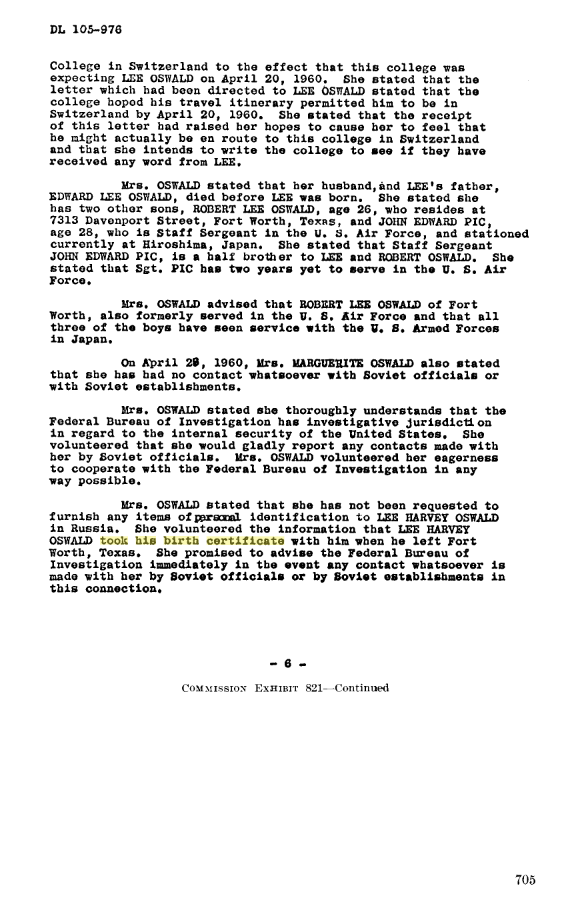 DL 105-976
College in Switzerland to the effect that this college was
expecting LEE OSWALD on April 20, 1960. She stated that the
letter which had been directed to LEE OSWALD stated that the
college hoped his travel itinerary permitted him to be in
Switzerland by April 20, 1960. She stated that the receipt
of this letter had raised her hopes to cause her to feel that
he might actually be en route to this college in Switzerland
and that she intends to write the college to see if they have
received any word from LEE.
Mrs. OSWALD stated that her husband, and LEE's father,
EDWARD LEE OSWALD, died before LEE was born. She stated she
has two other sons, ROBERT LEE OSWALD, age 26, who resides at
7313 Davenport Street, Fort Worth, Texas, and JOHN EDWARD PIC,
age 28, who is Staff Sergeant in the U. S. Air Force, and stationed
currently at Hiroshima, Japan. She stated that Staff Sergeant
JOHN EDWARD PIC, is a half brother to LEE and ROBERT OSWALD. She
stated that Sgt. PIC has two years yet to serve in the U. S. Air
Force.
Mrs. OSWALD advised that ROBERT LEE OSWALD of Fort
Worth, also formerly served in the U. S. Air Force and that all
three of the boys have seen service with the U. S. Armed Forces
in Japan.
On April 28, 1960, Mrs. MARGUERITE OSWALD also stated
that she has had no contact whatsoever with Soviet officials or
with Soviet establishments.
Mrs. OSWALD stated she thoroughly understands that the
Federal Bureau of Investigation has investigative jurisdiction
in regard to the internal security of the United States. She
volunteered that she would gladly report any contacts made with
her by Soviet officials. Mrs. OSWALD volunteered her eagerness
to cooperate with the Federal Bureau of Investigation in any
way possible.
Mrs. OSWALD stated that she has not been requested to
furnish any items of personal identification to LEE HARVEY OSWALD
in Russia. She volunteered the information that LEE HARVEY
OSWALD took his birth certificate with him when he left Fort
Worth, Texas. She promised to advise the Federal Bureau of
Investigation immediately in the event any contact whatsoever is
made with her by Soviet officials or by Soviet establishments in
this connection.
- 6 -
COMMISSION EXHIBIT 821—Continued
705